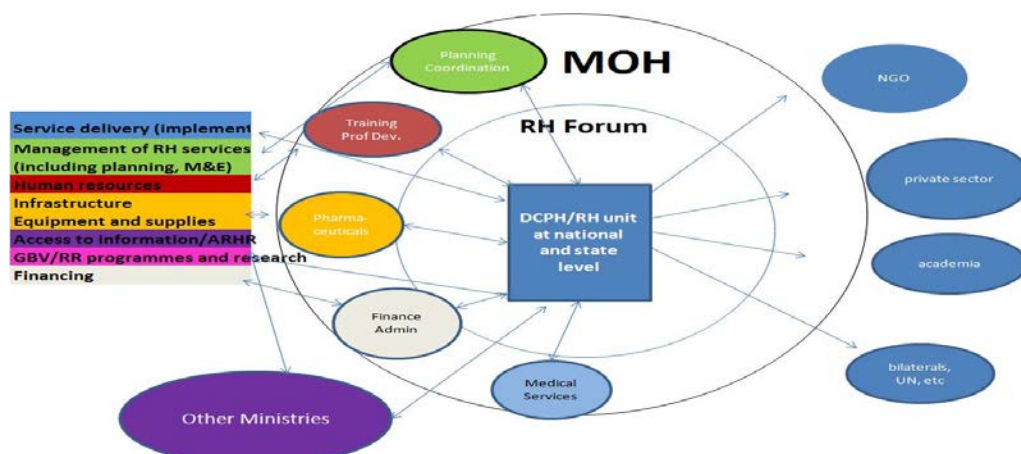 Planning
Coordination
MOH
NGO
Service delivery (implement
Management of RH services
(including planning, M&E)
Human resources
Infrastructure
Equipment and supplies
Access to information/ARHR
GBV/RR programmes and research
Financing
Training
Prof Dev.
RH Forum
private sector
Pharma-
ceuticals
DCPH/RH unit
at national
and state
level
academia
Finance
Admin
Medical
Services
bilaterals,
UN, etc
Other Ministries